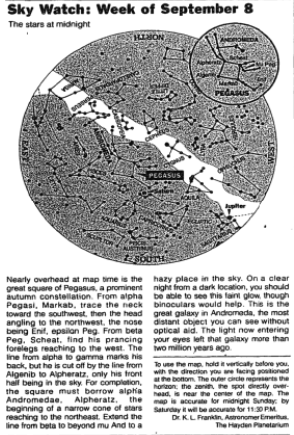 Sky Watch: Week of September 8
The stars at midnight
NORTH
ANDROMEDA
Alpheratz
Scheat
Algenib
Markab
PEGASUS
EAST
WEST
PEGASUS
CYGNUS
Jupiter
SOUTH
Nearly overhead at map time is the
great square of Pegasus, a prominent
autumn constellation. From alpha
Pegasi, Markab, trace the neck
toward the southwest, then the head
angling to the northwest, the nose
being Enif, epsilon Peg. From beta
Peg, Scheat, find his prancing
forelegs reaching to the west. The
line from alpha to gamma marks his
back, but he is cut off by the line from
Algenib to Alpheratz, only his front
half being in the sky. For completion,
the square must borrow alpha
Andromedae, Alpheratz, the
beginning of a narrow cone of stars
reaching to the northeast. Extend the
line from beta to beyond mu And to a
hazy place in the sky. On a clear
night from a dark location, you should
be able to see this faint glow, though
binoculars would help. This is the
great galaxy in Andromeda, the most
distant object you can see without
optical aid. The light now entering
your eyes left that galaxy more than
two million years ago.
To use the map, hold it vertically before you,
with the direction you are facing positioned
at the bottom. The outer circle represents the
horizon; the zenith, the spot directly over-
head, is near the center of the map. The
map is accurate for midnight Sunday; by
Saturday it will be accurate for 11:30 P.M.
Dr. K. L. Franklin, Astronomer Emeritus,
The Hayden Planetarium